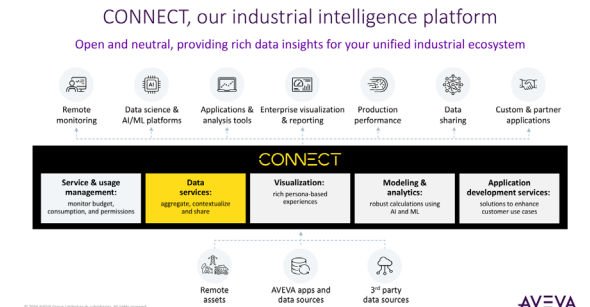 CONNECT, our industrial intelligence platform
Open and neutral, providing rich data insights for your unified industrial ecosystem
AI
Remote
monitoring
Data science &
AI/ML platforms
Applications &
analysis tools
Enterprise visualization
& reporting
Production
performance
Data
sharing
Custom & partner
applications
CONNECT
Service & usage
management:
monitor budget,
consumption, and permissions
Data
services:
aggregate, contextualize
and share
Visualization:
rich persona-based
experiences
Modeling &
analytics:
robust calculations using
AI and ML
Application
development services:
solutions to enhance
customer use cases
Remote
assets
AVEVA apps and
data sources
3rd party
data sources
AVEVA